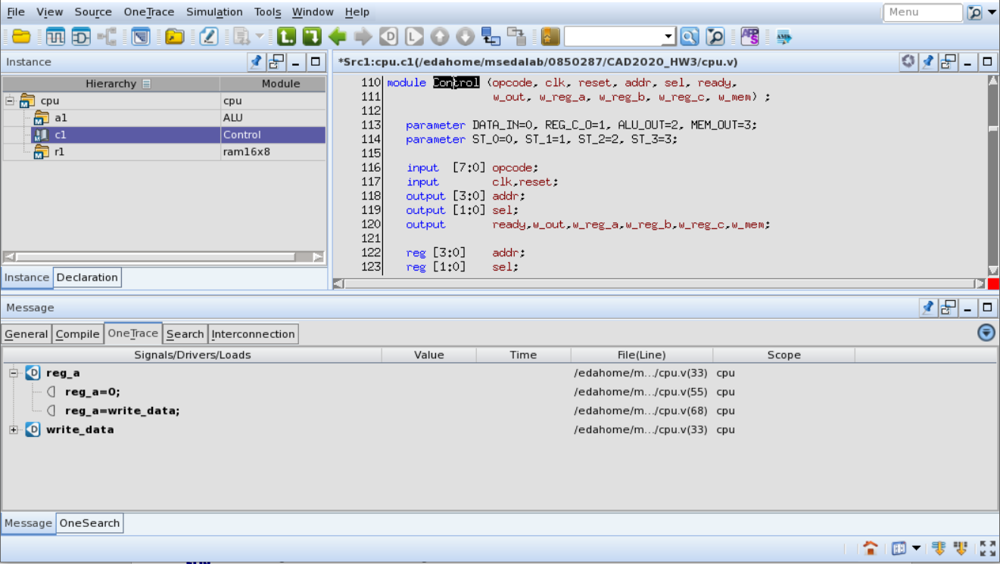 File View Source OneTrace Simulation Tools Window Help Menu
Instance
*Src1:cpu.c1(/edahome/msedalab/0850287/CAD2020_HW3/cpu.v)
Hierarchy Module
cpu cpu
a1 ALU
c1 Control
r1 ram16x8
Instance Declaration
110 module Control (opcode, clk, reset, addr, sel, ready,
111 w_out, w_reg_a, w_reg_b, w_reg_c, w_mem) ;
112
113 parameter DATA_IN=0, REG_C_O=1, ALU_OUT=2, MEM_OUT=3;
114 parameter ST_0=0, ST_1=1, ST_2=2, ST_3=3;
115
116 input [7:0] opcode;
117 input clk,reset;
118 output [3:0] addr;
119 output [1:0] sel;
120 output ready,w_out,w_reg_a,w_reg_b,w_reg_c,w_mem;
121
122 reg [3:0] addr;
123 reg [1:0] sel;
Message
General Compile OneTrace Search Interconnection
Signals/Drivers/Loads Value Time File(Line) Scope
reg_a /edahome/m.../cpu.v(33) cpu
reg_a=0; /edahome/m.../cpu.v(55) cpu
reg_a=write_data; /edahome/m.../cpu.v(68) cpu
write_data /edahome/m.../cpu.v(33) cpu
Message OneSearch